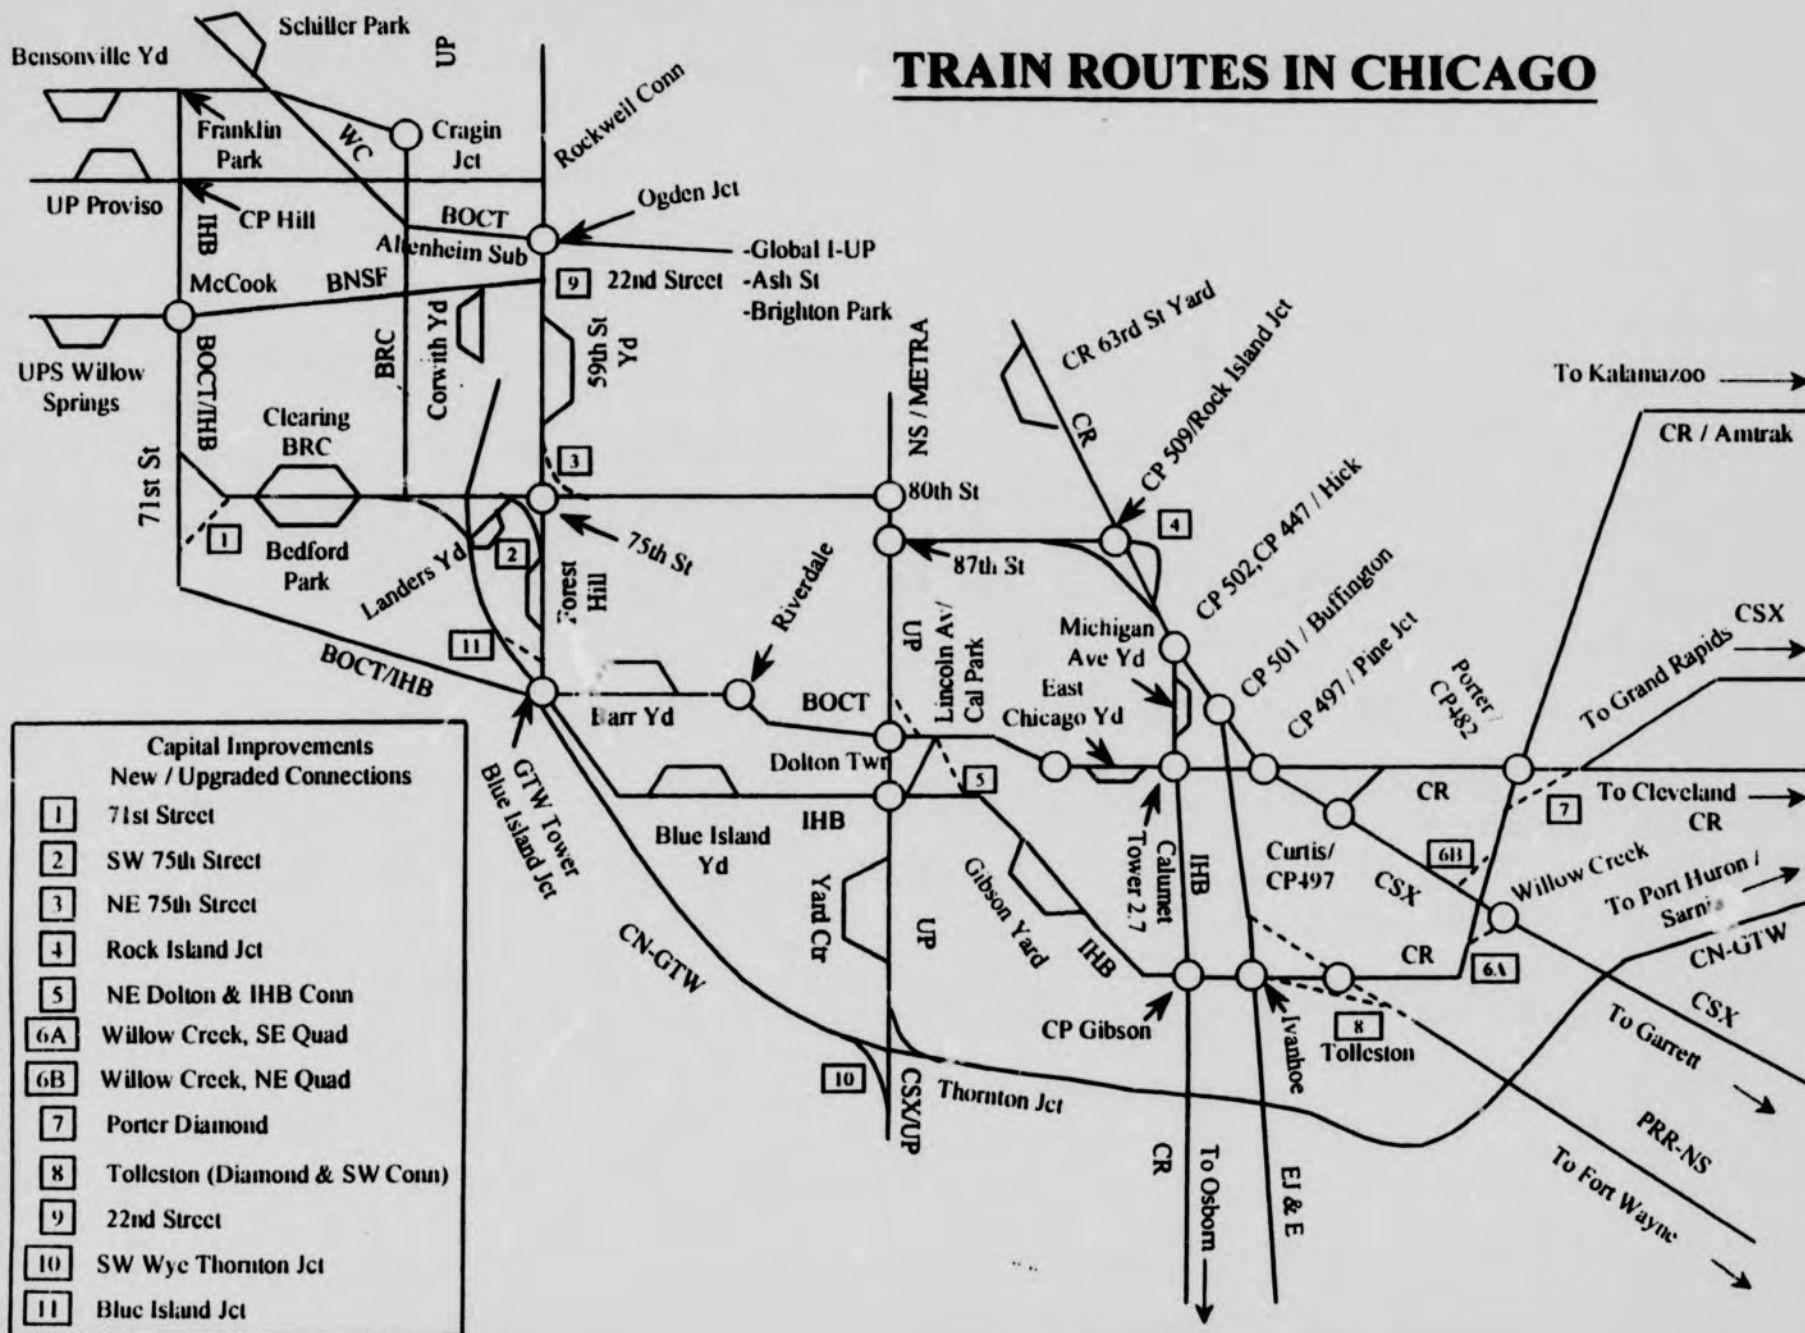 TRAIN ROUTES IN CHICAGO
Schiller Park
Bensonville Yd
UP
Rockweil Conn
Franklin
Park
WC
Cragin
Jct
UP Proviso
CP Hill
IHB
BOCT
Altenheim Sub
Ogden Jct
-Global I-UP
-Ash St
-Brighton Park
McCook
BNSF
9
22nd Street
UPS Willow
Springs
BOCT/IHB
BRC
Corwith Yd
59th St
Yd
NS / METRA
CR 63rd St Yard
CR
CP 509/Rock Island Jct
To Kalamazoo
CR / Amtrak
71st St
Clearing
BRC
3
80th St
1
Bedford
Park
Landers Yd
2
75th St
87th St
4
CP 502,CP 447 / Hick
Forest
Hill
Riverdale
UP
Lincoln Av/
Cal Park
Michigan
Ave Yd
CP 501 / Buffington
CP 497 / Pine Jct
Porter /
CP482
To Grand Rapids
CSX
11
BOCT/IHB
Barr Yd
BOCT
East
Chicago Yd
Dolton Twr
5
GTW Tower
Blue Island Jct
Blue Island
Yd
IHB
Gibson Yard
IHB
Calumet
Tower 2.7
IHB
Curtis/
CP497
CR
7
To Cleveland
CR
6B
CSX
Willow Creek
To Port Huron /
Sarnia
CN-GTW
CN-GTW
Yard Ctr
UP
CR
6A
CSX
To Garrett
CP Gibson
Ivanhoe
8
Tolleston
10
CSX/UP
Thornton Jct
CR
To Osborn
EJ & E
PRR-NS
To Fort Wayne
Capital Improvements
New / Upgraded Connections
1 71st Street
2 SW 75th Street
3 NE 75th Street
4 Rock Island Jct
5 NE Dolton & IHB Conn
6A Willow Creek, SE Quad
6B Willow Creek, NE Quad
7 Porter Diamond
8 Tolleston (Diamond & SW Conn)
9 22nd Street
10 SW Wye Thornton Jct
11 Blue Island Jct